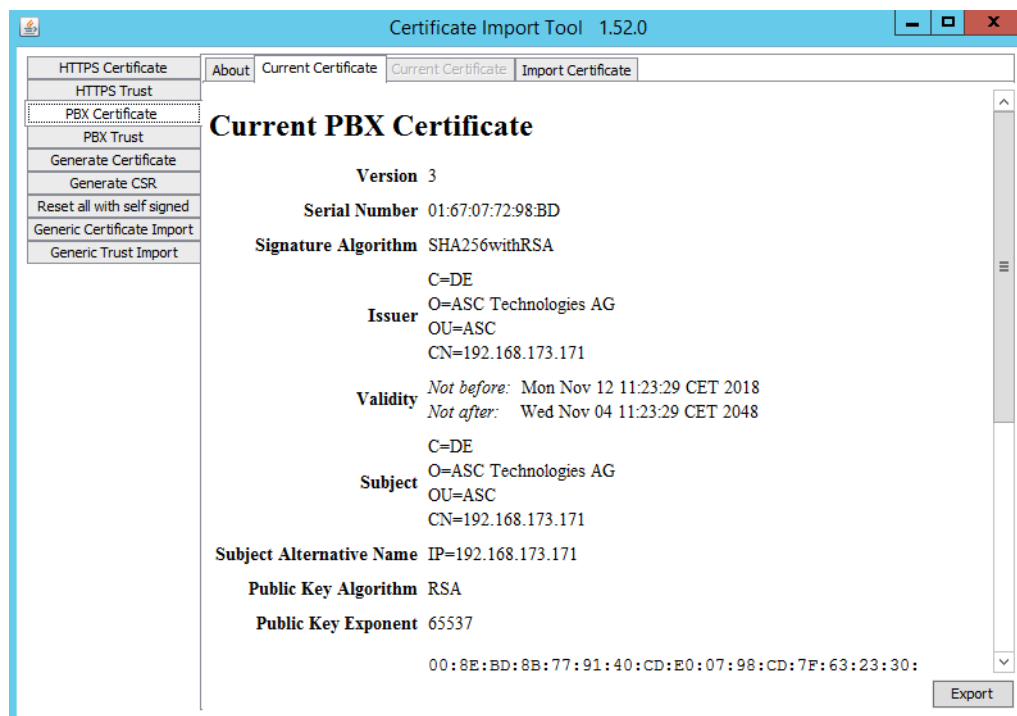 Certificate Import Tool 1.52.0
HTTPS Certificate
HTTPS Trust
PBX Certificate
PBX Trust
Generate Certificate
Generate CSR
Reset all with self signed
Generic Certificate Import
Generic Trust Import
About Current Certificate Current Certificate Import Certificate
Current PBX Certificate
Version 3
Serial Number 01:67:07:72:98:BD
Signature Algorithm SHA256withRSA
Issuer
C=DE
O=ASC Technologies AG
OU=ASC
CN=192.168.173.171
Validity
Not before: Mon Nov 12 11:23:29 CET 2018
Not after: Wed Nov 04 11:23:29 CET 2048
Subject
C=DE
O=ASC Technologies AG
OU=ASC
CN=192.168.173.171
Subject Alternative Name IP=192.168.173.171
Public Key Algorithm RSA
Public Key Exponent 65537
00:8E:BD:8B:77:91:40:CD:E0:07:98:CD:7F:63:23:30:
Export